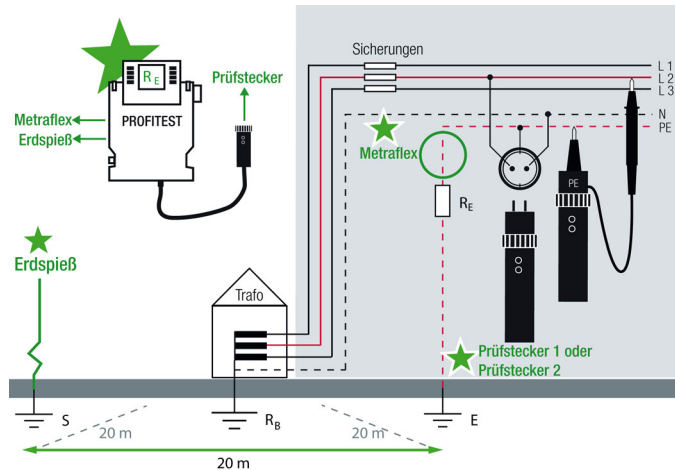 Sicherungen
L 1
L 2
L 3
N
PE
R E
Prüfstecker
PROFITEST
Metraflex
Erdspieß
Metraflex
PE
R E
Erdspieß
Trafo
Prüfstecker 1 oder
Prüfstecker 2
S
R B
E
20 m
20 m
20 m